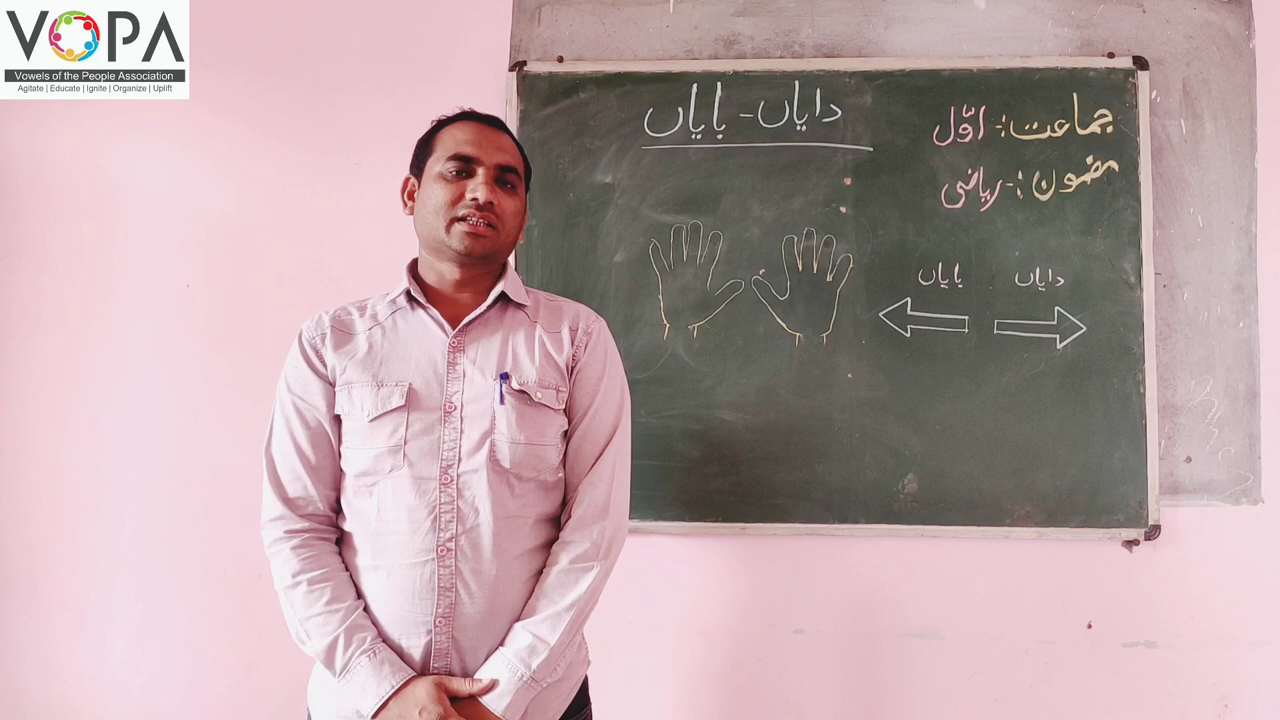 VOPA
Vowels of the People Association
Agitate | Educate | Ignite | Organize | Uplift
دایاں - بایاں
جماعت :- اوّل
مضمون :- ریاضی
دایاں بایاں